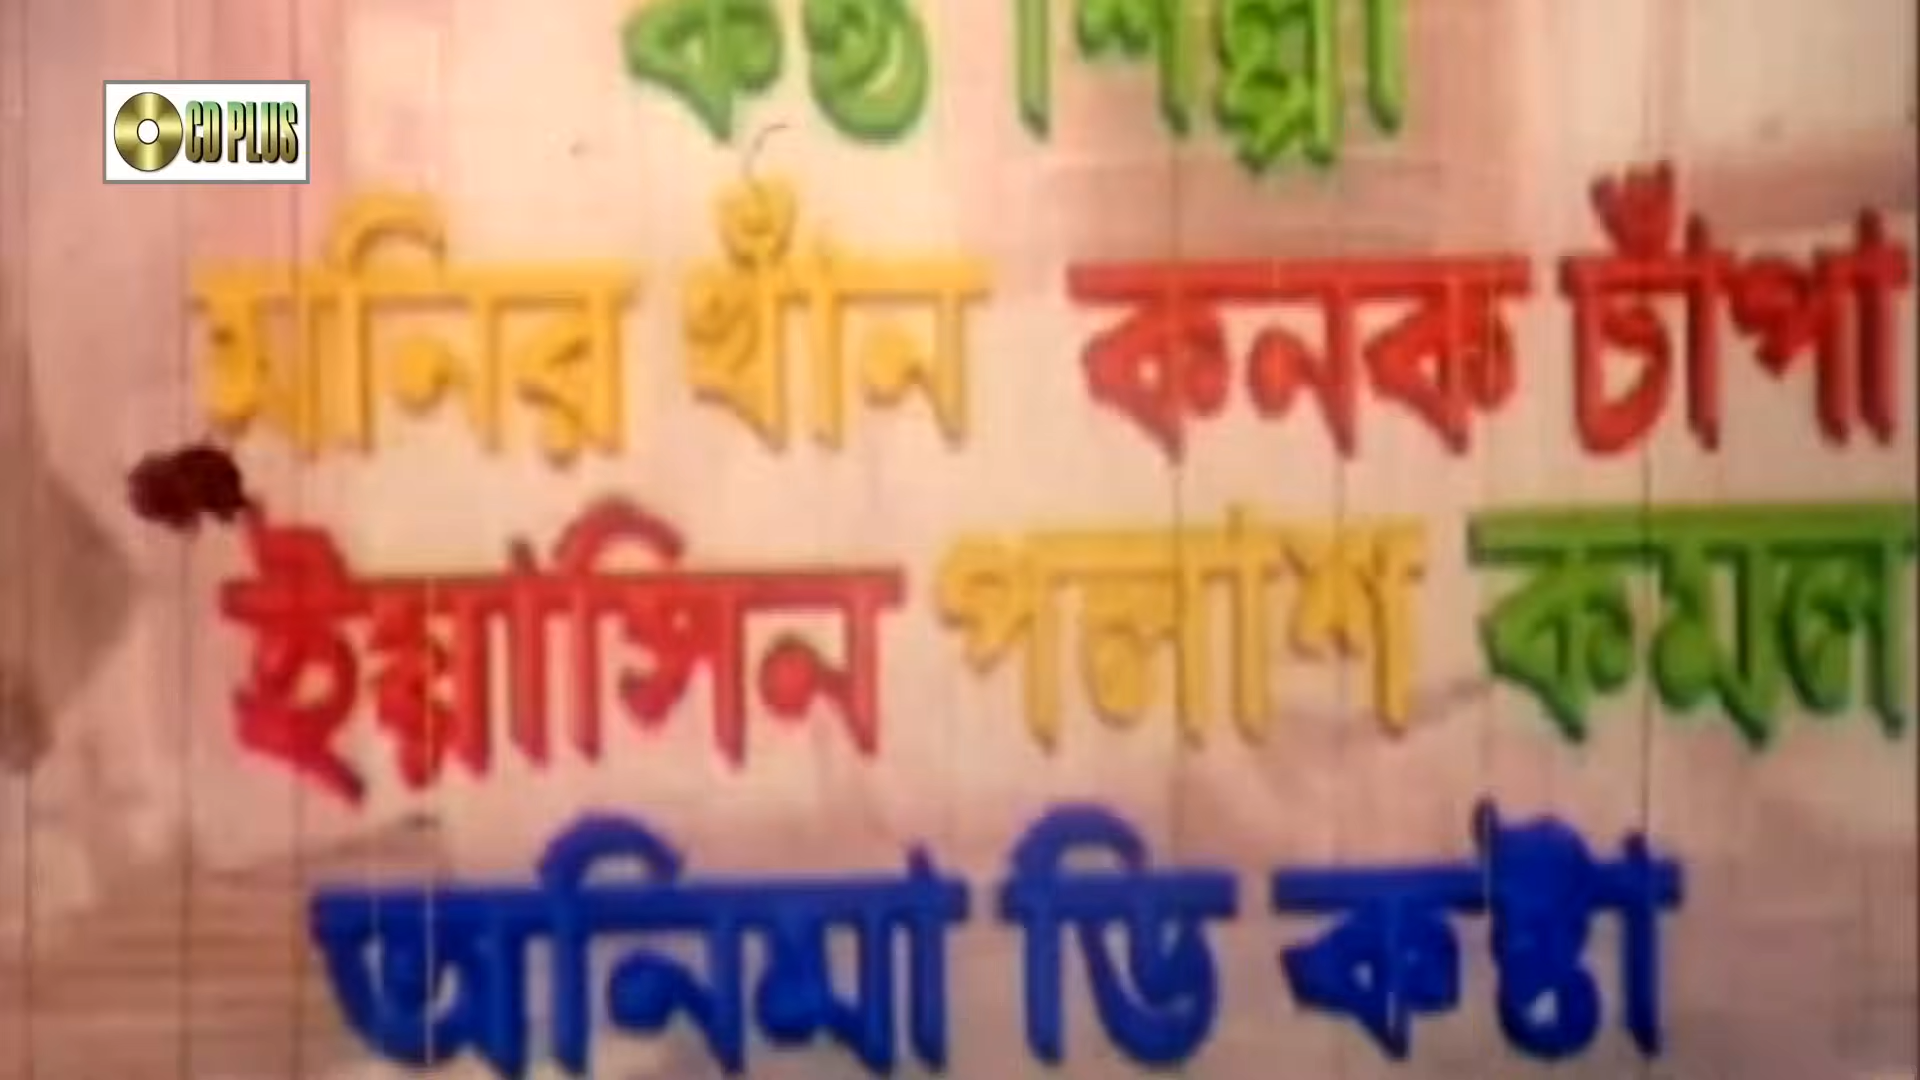 কণ্ঠ শিল্পী
CD PLUS
মনির খাঁন কনক চাঁপা
ইয়াসিন পলাশ কমল
অনিমা ডি কষ্টা